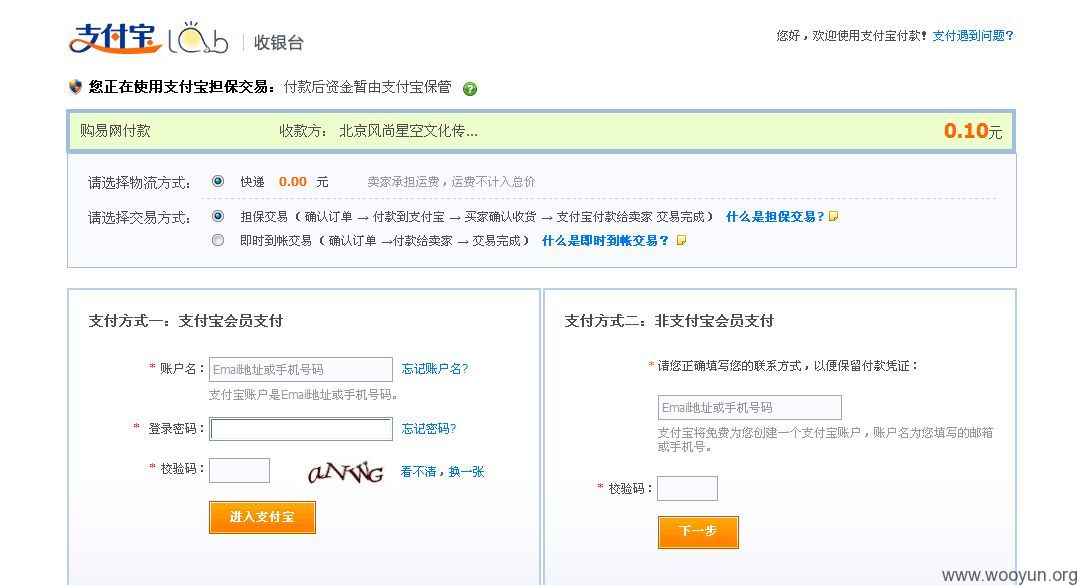 支付宝 Lab 收银台
您好，欢迎使用支付宝付款! 支付遇到问题?
您正在使用支付宝担保交易：付款后资金暂由支付宝保管 ?
购易网付款 收款方： 北京风尚星空文化传... 0.10元
请选择物流方式： 快递 0.00 元 卖家承担运费，运费不计入总价
请选择交易方式： 担保交易 ( 确认订单 → 付款到支付宝 → 买家确认收货 → 支付宝付款给卖家 交易完成 ) 什么是担保交易?
即时到帐交易 ( 确认订单 →付款给卖家 → 交易完成 ) 什么是即时到帐交易?
支付方式一：支付宝会员支付
* 账户名： Email地址或手机号码 忘记账户名?
支付宝账户是Email地址或手机号码。
* 登录密码： 忘记密码?
* 校验码： aNWG 看不清，换一张
进入支付宝
支付方式二：非支付宝会员支付
* 请您正确填写您的联系方式，以便保留付款凭证：
Email地址或手机号码
支付宝将免费为您创建一个支付宝账户，账户名为您填写的邮箱
或手机号。
* 校验码：
下一步
www.wooyun.org